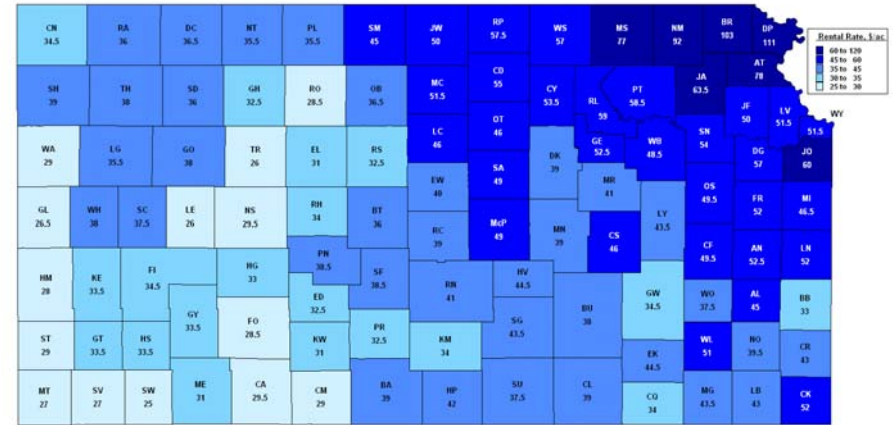 CN
34.5
RA
36
DC
36.5
NT
35.5
PL
35.5
SM
45
JW
50
RP
57.5
WS
57
MS
77
NM
92
BR
103
DP
111
Rental Rate, $/ac
60 to 120
45 to 60
35 to 45
30 to 35
25 to 30
SH
39
TH
38
SD
36
GH
32.5
RO
28.5
OB
36.5
MC
51.5
CD
55
CY
53.5
RL
59
PT
50.5
JA
63.5
AT
78
JF
50
LV
51.5
WY
51.5
OT
46
LC
46
WA
29
LG
35.5
GO
38
TR
26
EL
31
RS
32.5
DK
39
GE
52.5
WB
48.5
SN
54
DG
57
JO
60
SA
49
EW
40
MR
41
OS
49.5
FR
52
MI
46.5
GL
26.5
WH
38
SC
37.5
LE
26
NS
29.5
RH
34
BT
36
RC
39
McP
49
MN
39
CS
46
LY
43.5
CF
49.5
AN
52.5
LN
52
PN
38.5
HM
28
KE
33.5
FI
34.5
HG
33
SF
38.5
RN
41
HV
44.5
BU
38
GW
34.5
WO
37.5
AL
45
BB
33
ED
32.5
GY
33.5
FO
28.5
PR
32.5
SG
43.5
ST
29
GT
33.5
HS
33.5
KW
31
KM
34
WL
51
NO
39.5
CR
43
EK
44.5
MT
27
SV
27
SW
25
ME
31
CA
29.5
CM
29
BA
39
HP
42
SU
37.5
CL
39
CQ
34
MG
43.5
LB
43
CK
52